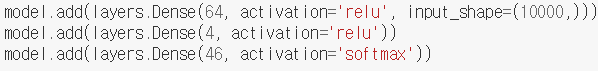 model.add(layers.Dense(64, activation='relu', input_shape=(10000,)))
model.add(layers.Dense(4, activation='relu'))
model.add(layers.Dense(46, activation='softmax'))